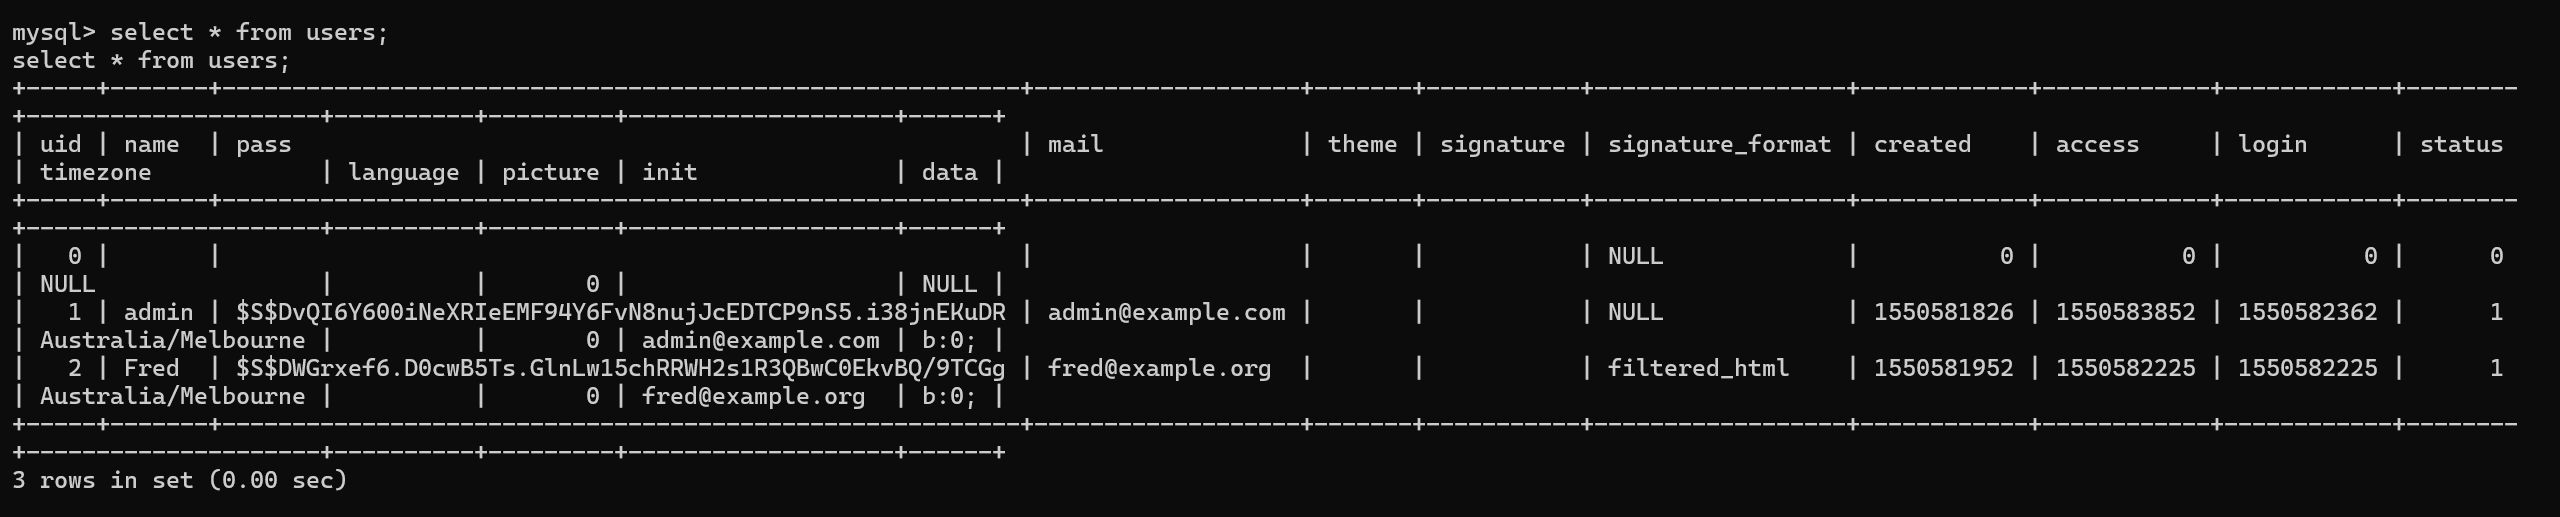 mysql> select * from users;
select * from users;
+-----+-------+---------------------------------------------------------+-------------------+-------+-----------+------------------+------------+------------+------------+--------
+---------------------+----------+---------+-------------------+------+
| uid | name  | pass                                                    | mail              | theme | signature | signature_format | created    | access     | login      | status
| timezone            | language | picture | init              | data |
+-----+-------+---------------------------------------------------------+-------------------+-------+-----------+------------------+------------+------------+------------+--------
+---------------------+----------+---------+-------------------+------+
|   0 |       |                                                         |                   |       |           | NULL             |          0 |          0 |          0 |      0
| NULL                |          |       0 |                   | NULL |
|   1 | admin | $S$DvQI6Y600iNeXRIeEMF94Y6FvN8nujJcEDTCP9nS5.i38jnEKuDR | admin@example.com |       |           | NULL             | 1550581826 | 1550583852 | 1550582362 |      1
| Australia/Melbourne |          |       0 | admin@example.com | b:0; |
|   2 | Fred  | $S$DWGrxef6.D0cwB5Ts.GlnLw15chRRWH2s1R3QBwC0EkvBQ/9TCGg | fred@example.org  |       |           | filtered_html    | 1550581952 | 1550582225 | 1550582225 |      1
| Australia/Melbourne |          |       0 | fred@example.org  | b:0; |
+-----+-------+---------------------------------------------------------+-------------------+-------+-----------+------------------+------------+------------+------------+--------
+---------------------+----------+---------+-------------------+------+
3 rows in set (0.00 sec)